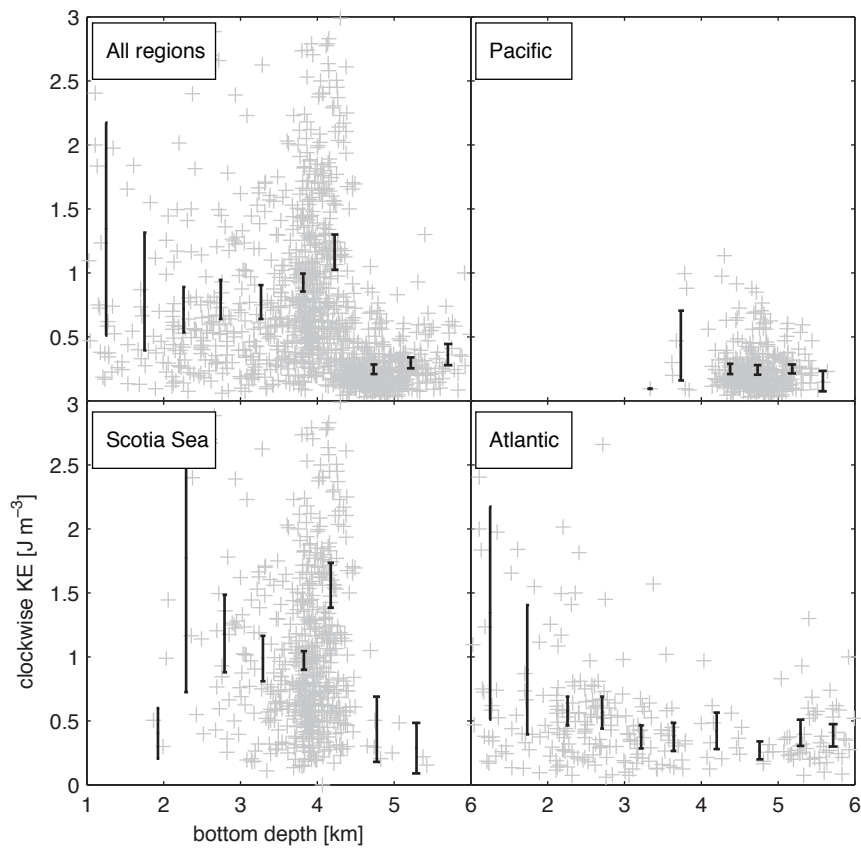 3
All regions
Pacific
2.5
2
1.5
1
0.5
3
Scotia Sea
Atlantic
2.5
2
1.5
1
0.5
0
clockwise KE [J m⁻³]
1 2 3 4 5 6 2 3 4 5 6
bottom depth [km]